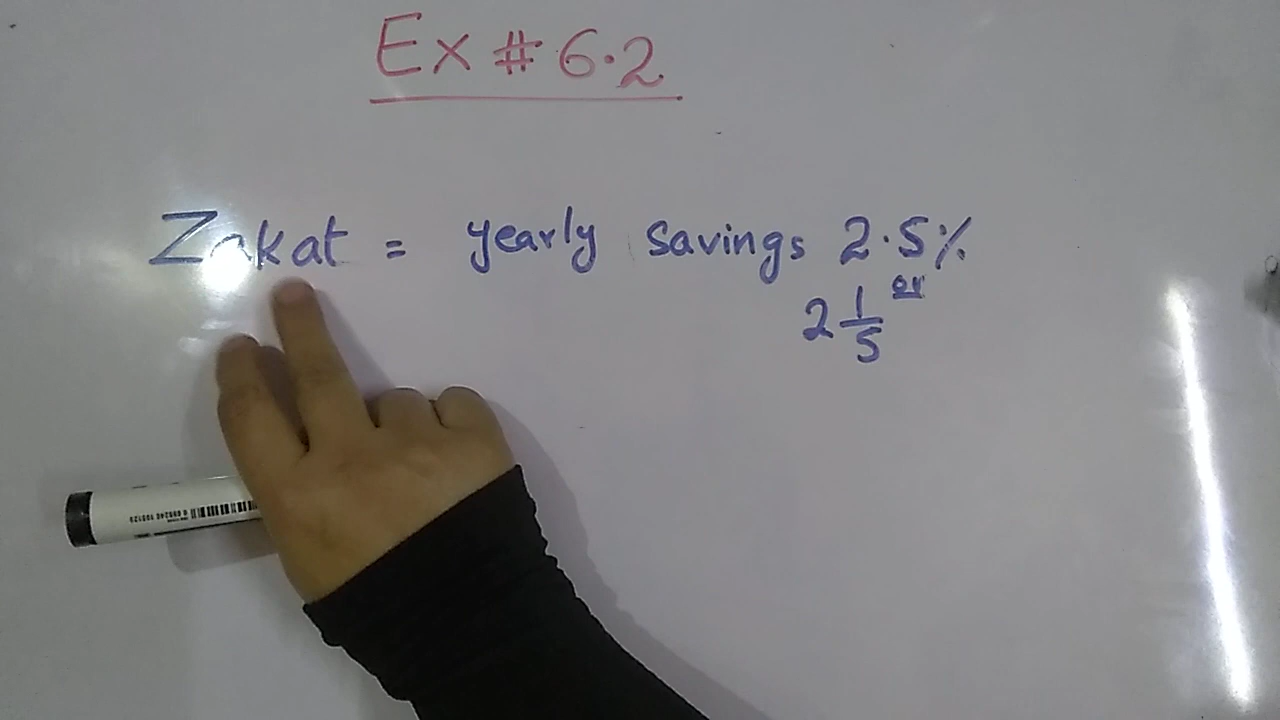 Ex # 6.2
Zakat = yearly savings 2.5%
or
2 1/5